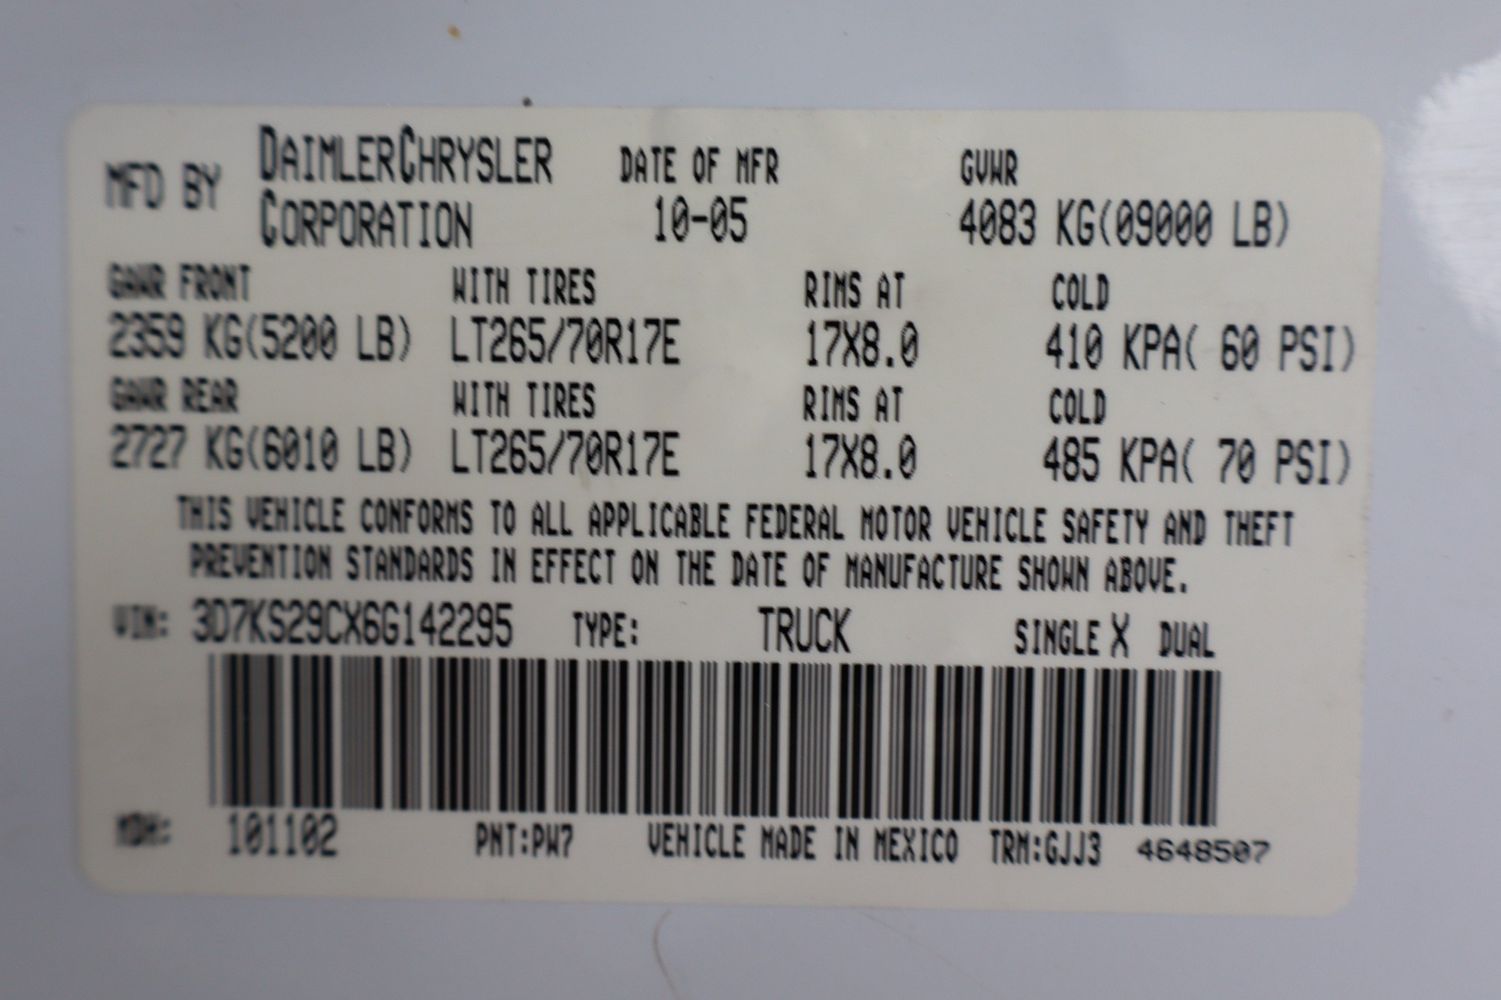 MFD BY DAIMLERCHRYSLER CORPORATION DATE OF MFR 10-05 GVWR 4083 KG(09000 LB)
GAWR FRONT WITH TIRES RIMS AT COLD
2359 KG(5200 LB) LT265/70R17E 17X8.0 410 KPA( 60 PSI)
GAWR REAR WITH TIRES RIMS AT COLD
2727 KG(6010 LB) LT265/70R17E 17X8.0 485 KPA( 70 PSI)
THIS VEHICLE CONFORMS TO ALL APPLICABLE FEDERAL MOTOR VEHICLE SAFETY AND THEFT
PREVENTION STANDARDS IN EFFECT ON THE DATE OF MANUFACTURE SHOWN ABOVE.
VIN: 3D7KS29CX6G142295 TYPE: TRUCK SINGLE X DUAL
MDH: 101102 PNT:PW7 VEHICLE MADE IN MEXICO TRM:GJJ3 4648507